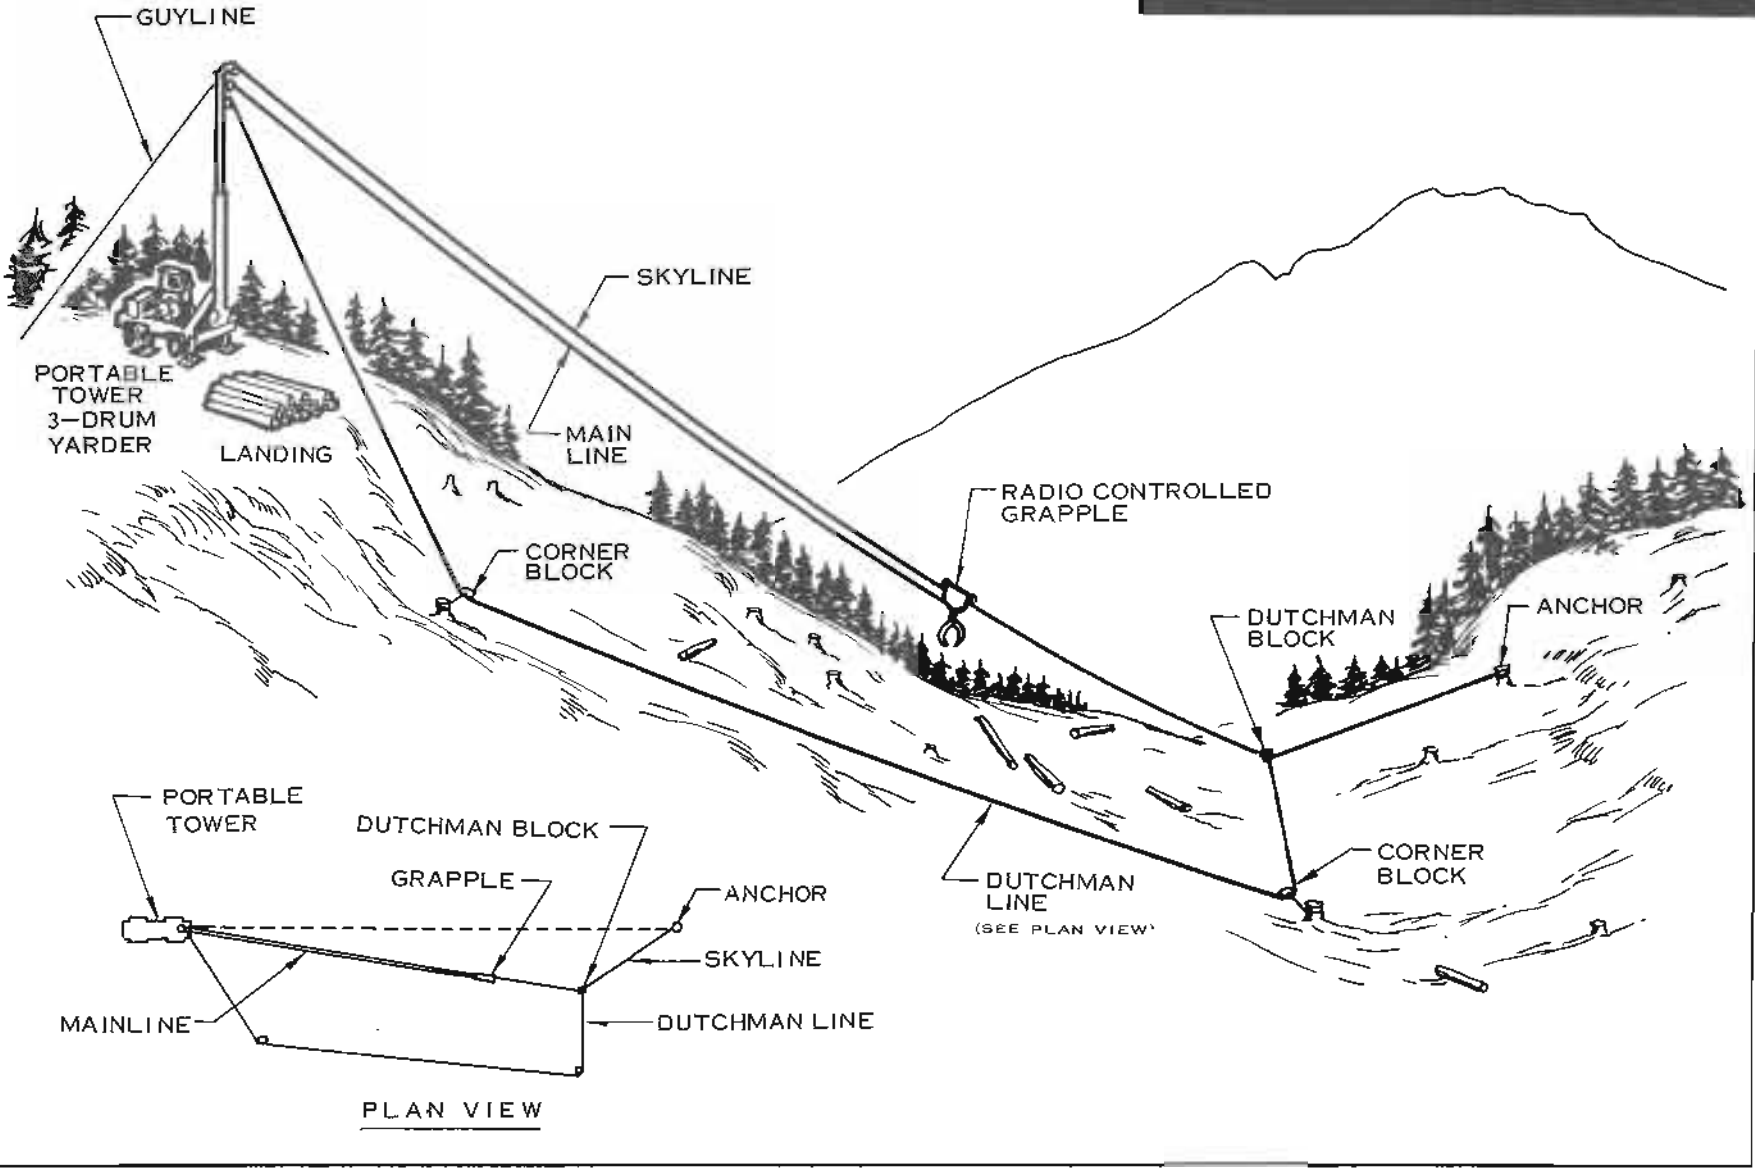 GUYLINE
SKYLINE
PORTABLE
TOWER
3-DRUM
YARDER
LANDING
MAIN
LINE
RADIO CONTROLLED
GRAPPLE
CORNER
BLOCK
DUTCHMAN
BLOCK
ANCHOR
CORNER
BLOCK
DUTCHMAN
LINE
(SEE PLAN VIEW)
PORTABLE
TOWER
DUTCHMAN BLOCK
GRAPPLE
ANCHOR
SKYLINE
MAINLINE
DUTCHMAN LINE
PLAN VIEW